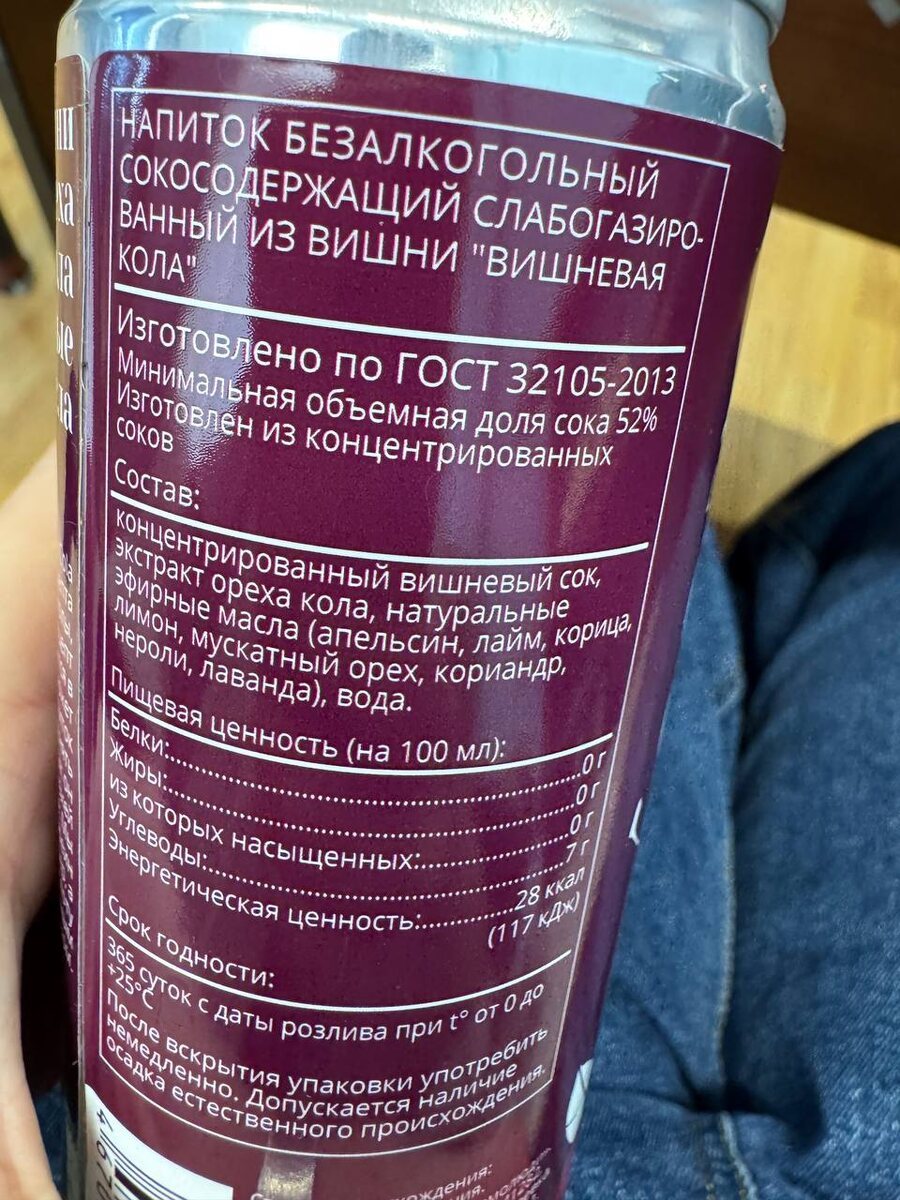 НАПИТОК БЕЗАЛКОГОЛЬНЫЙ
СОКОСОДЕРЖАЩИЙ СЛАБОГАЗИРО-
ВАННЫЙ ИЗ ВИШНИ "ВИШНЕВАЯ
КОЛА"
Изготовлено по ГОСТ 32105-2013
Минимальная объемная доля сока 52%
Изготовлен из концентрированных
соков
Состав:
концентрированный вишневый сок,
экстракт ореха кола, натуральные
эфирные масла (апельсин, лайм, корица,
лимон, мускатный орех, кориандр,
нероли, лаванда), вода.
Пищевая ценность (на 100 мл):
Белки:...0 г
Жиры:...0 г
из которых насыщенных:...0 г
Углеводы:...7 г
Энергетическая ценность:...28 ккал
(117 кДж)
Срок годности:
365 суток с даты розлива при t° от 0 до
+25°C
После вскрытия упаковки употребить
немедленно. Допускается наличие
осадка естественного происхождения.